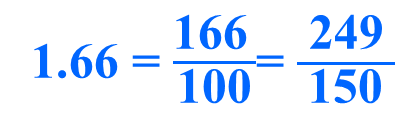 1.66 = 166/100 = 249/150